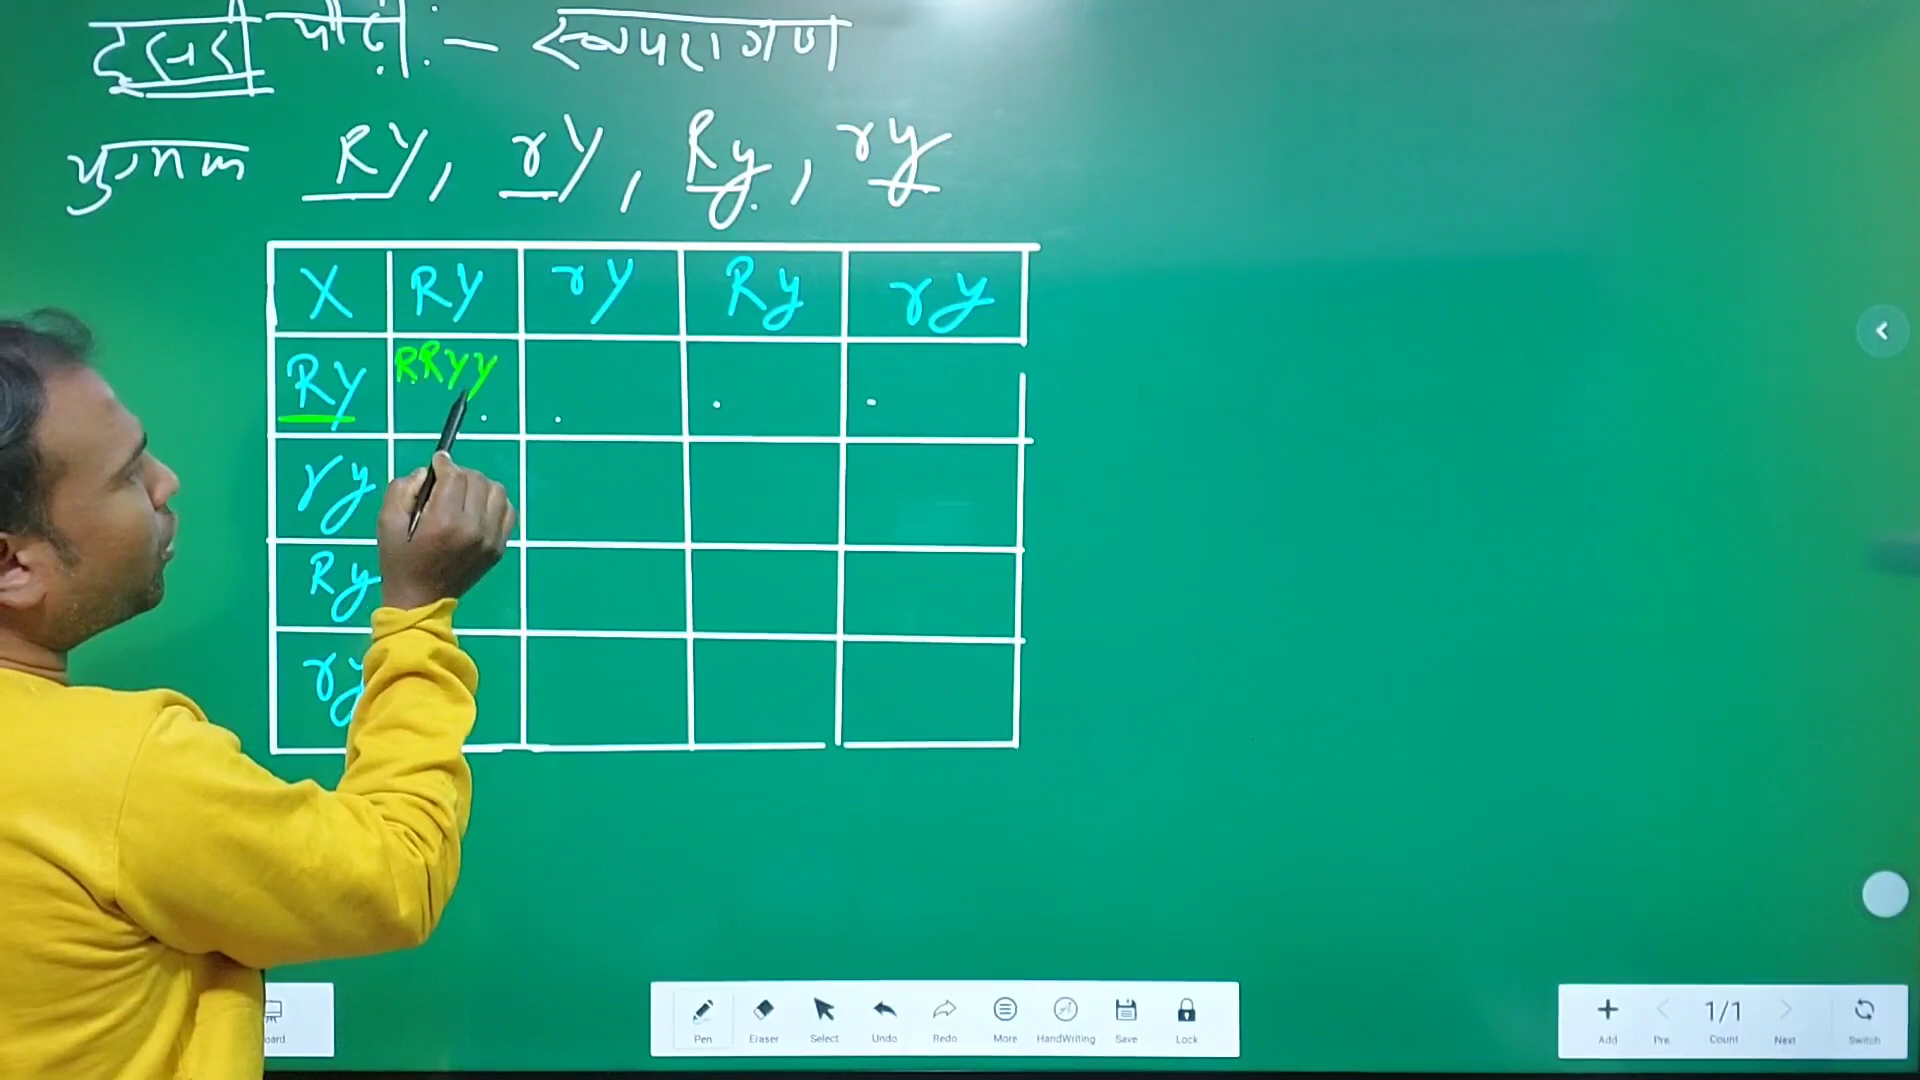 दूसरी पीढ़ी :- स्वपरागण
युग्मक RY, rY, Ry, ry
X RY rY Ry ry
RY RRYY
ry
Ry
ry
Pen Eraser Select Undo Redo More HandWriting Save Lock
Add Pre 1/1 Count Next Switch